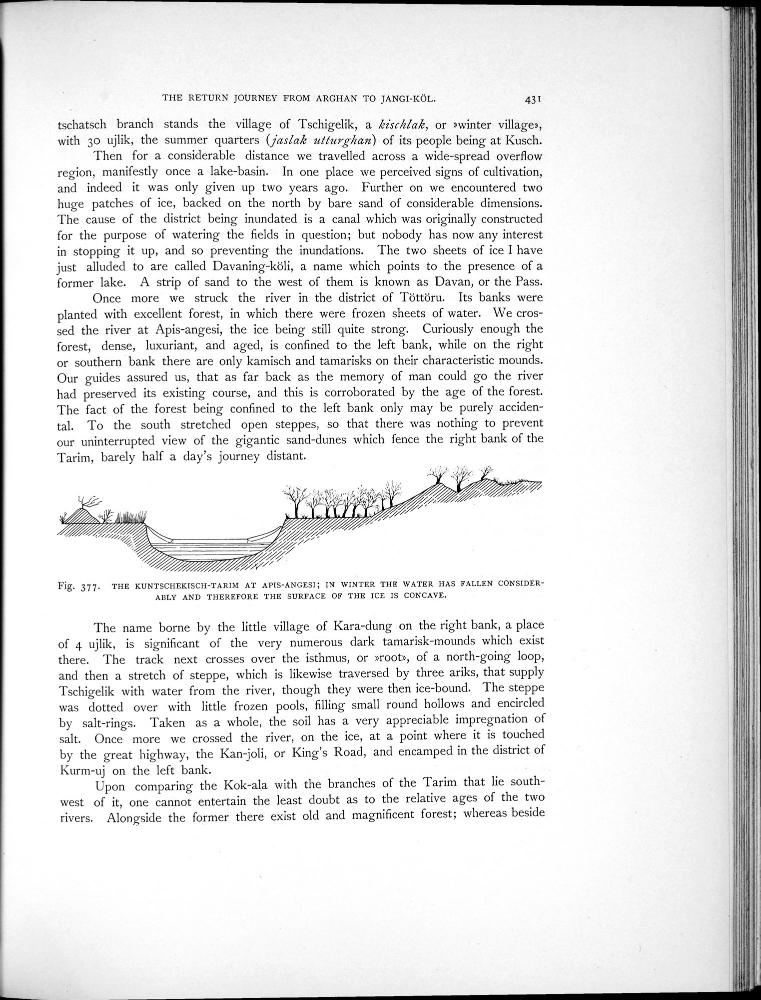 THE RETURN JOURNEY FROM ARGHAN TO JANGI-KÖL. 431
tschatsch branch stands the village of Tschigelik, a kischlak, or »winter village»,
with 30 ujlik, the summer quarters (jaslak utturghan) of its people being at Kusch.
Then for a considerable distance we travelled across a wide-spread overflow
region, manifestly once a lake-basin. In one place we perceived signs of cultivation,
and indeed it was only given up two years ago. Further on we encountered two
huge patches of ice, backed on the north by bare sand of considerable dimensions.
The cause of the district being inundated is a canal which was originally constructed
for the purpose of watering the fields in question; but nobody has now any interest
in stopping it up, and so preventing the inundations. The two sheets of ice I have
just alluded to are called Davaning-köli, a name which points to the presence of a
former lake. A strip of sand to the west of them is known as Davan, or the Pass.
Once more we struck the river in the district of Töttöru. Its banks were
planted with excellent forest, in which there were frozen sheets of water. We cros-
sed the river at Apis-angesi, the ice being still quite strong. Curiously enough the
forest, dense, luxuriant, and aged, is confined to the left bank, while on the right
or southern bank there are only kamisch and tamarisks on their characteristic mounds.
Our guides assured us, that as far back as the memory of man could go the river
had preserved its existing course, and this is corroborated by the age of the forest.
The fact of the forest being confined to the left bank only may be purely acciden-
tal. To the south stretched open steppes, so that there was nothing to prevent
our uninterrupted view of the gigantic sand-dunes which fence the right bank of the
Tarim, barely half a day's journey distant.
Fig. 377. THE KUNTSCHEKISCH-TARIM AT APIS-ANGESI; IN WINTER THE WATER HAS FALLEN CONSIDER-
ABLY AND THEREFORE THE SURFACE OF THE ICE IS CONCAVE.
The name borne by the little village of Kara-dung on the right bank, a place
of 4 ujlik, is significant of the very numerous dark tamarisk-mounds which exist
there. The track next crosses over the isthmus, or »root», of a north-going loop,
and then a stretch of steppe, which is likewise traversed by three ariks, that supply
Tschigelik with water from the river, though they were then ice-bound. The steppe
was dotted over with little frozen pools, filling small round hollows and encircled
by salt-rings. Taken as a whole, the soil has a very appreciable impregnation of
salt. Once more we crossed the river, on the ice, at a point where it is touched
by the great highway, the Kan-joli, or King's Road, and encamped in the district of
Kurm-uj on the left bank.
Upon comparing the Kok-ala with the branches of the Tarim that lie south-
west of it, one cannot entertain the least doubt as to the relative ages of the two
rivers. Alongside the former there exist old and magnificent forest; whereas beside